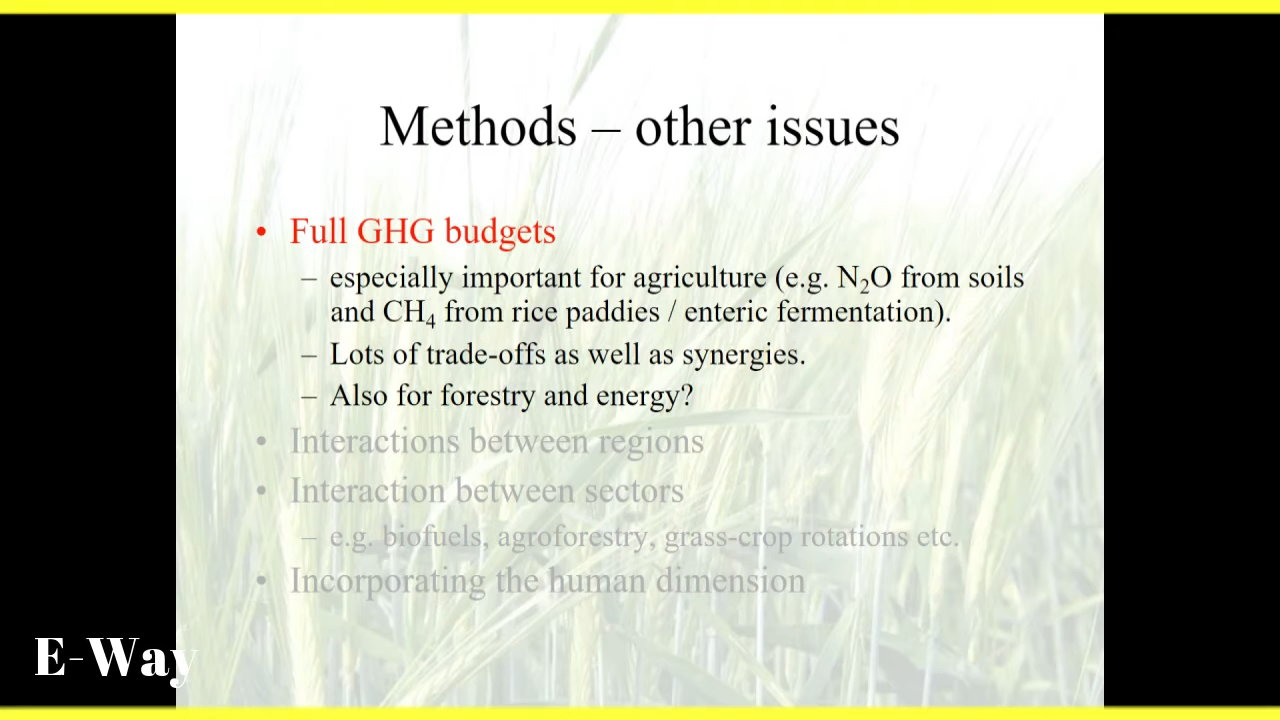 Methods – other issues
• Full GHG budgets
– especially important for agriculture (e.g. N₂O from soils
and CH₄ from rice paddies / enteric fermentation).
– Lots of trade-offs as well as synergies.
– Also for forestry and energy?
• Interactions between regions
• Interaction between sectors
– e.g. biofuels, agroforestry, grass-crop rotations etc.
• Incorporating the human dimension
E-Way